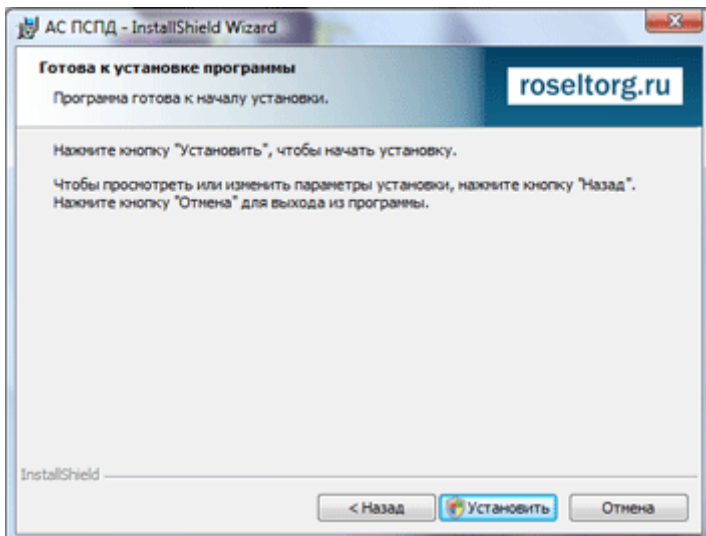 АС ПСПД - InstallShield Wizard
Готова к установке программы
Программа готова к началу установки.
roseltorg.ru
Нажмите кнопку "Установить", чтобы начать установку.
Чтобы просмотреть или изменить параметры установки, нажмите кнопку "Назад".
Нажмите кнопку "Отмена" для выхода из программы.
InstallShield
< Назад
Установить
Отмена